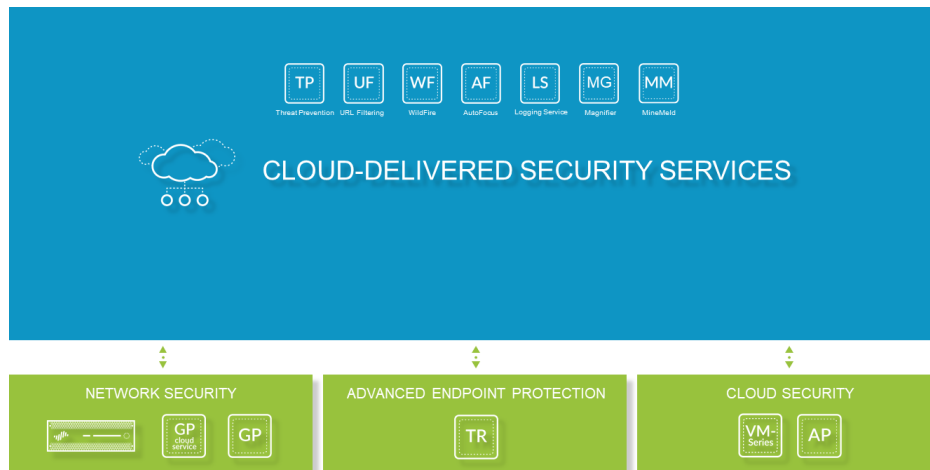 TP UF WF AF LS MG MM
Threat Prevention URL Filtering WildFire AutoFocus Logging Service Magnifier MineMeld
CLOUD-DELIVERED SECURITY SERVICES
NETWORK SECURITY
GP
cloud
service
GP
ADVANCED ENDPOINT PROTECTION
TR
CLOUD SECURITY
VM-
Series
AP